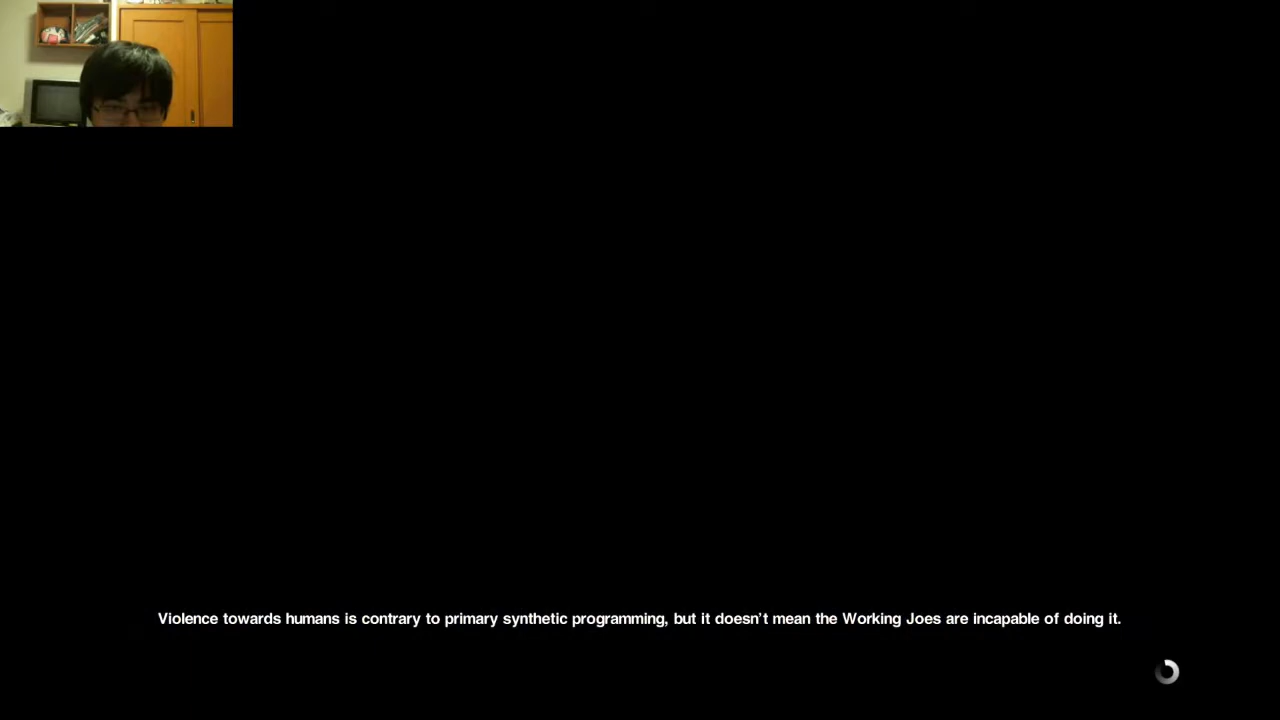 Violence towards humans is contrary to primary synthetic programming, but it doesn't mean the Working Joes are incapable of doing it.